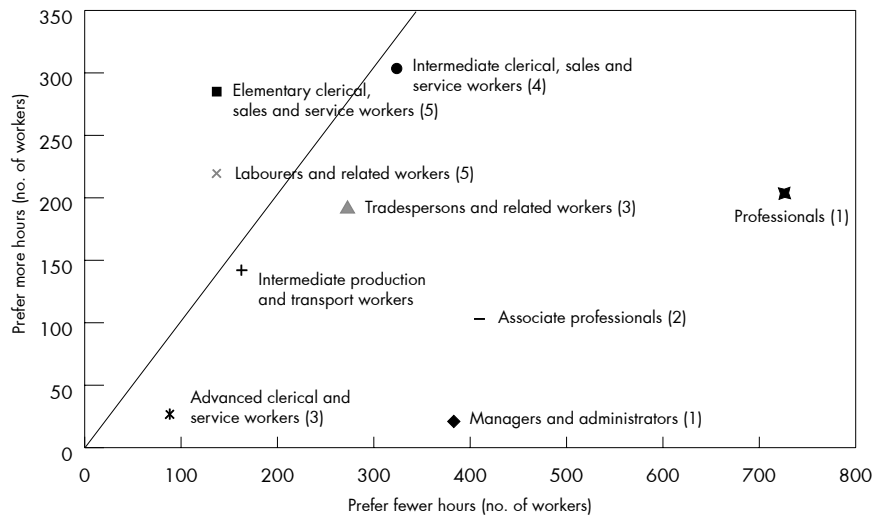 350
300
250
200
150
100
50
0
Prefer more hours (no. of workers)
Intermediate clerical, sales and
service workers (4)
Elementary clerical,
sales and service workers (5)
Labourers and related workers (5)
Tradespersons and related workers (3)
Professionals (1)
Intermediate production
and transport workers
Associate professionals (2)
Advanced clerical and
service workers (3)
Managers and administrators (1)
0 100 200 300 400 500 600 700 800
Prefer fewer hours (no. of workers)